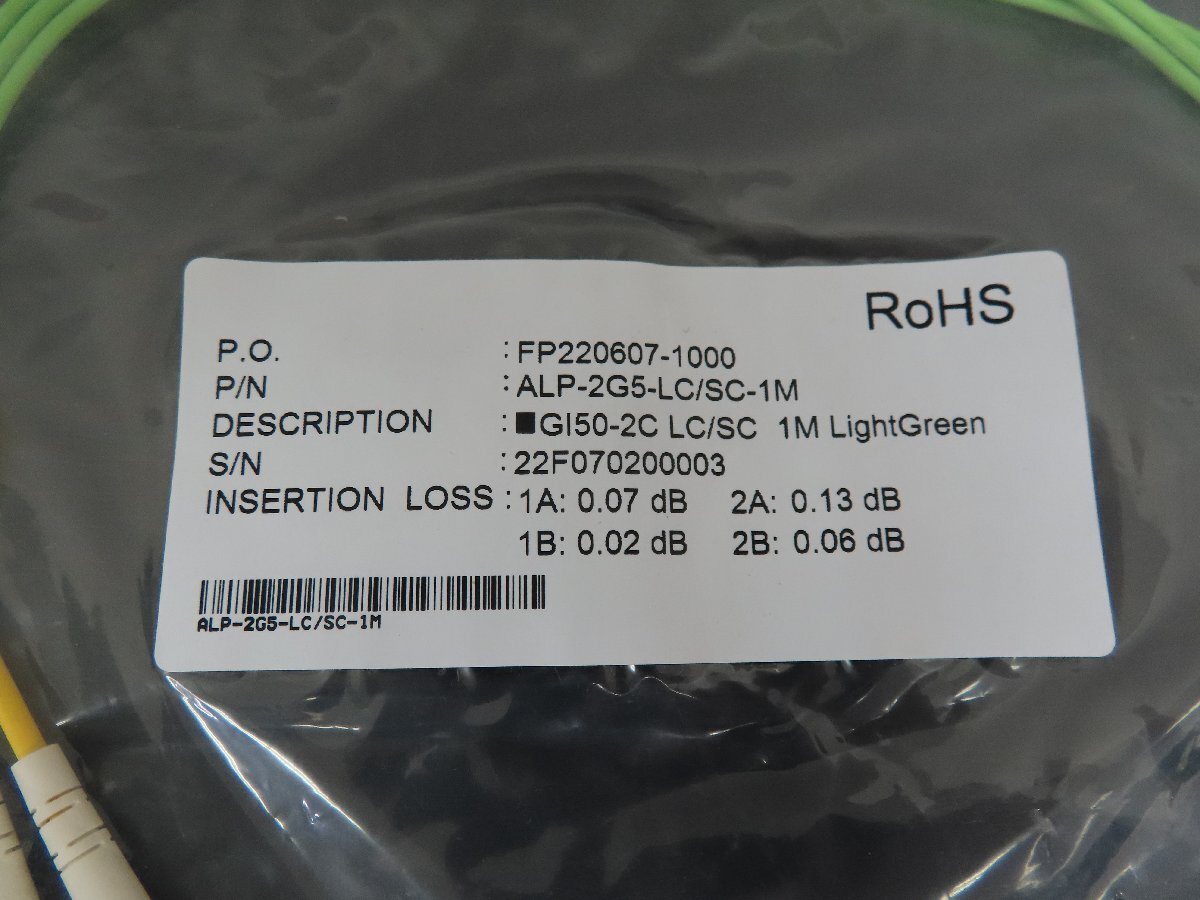 RoHS
P.O. : FP220607-1000
P/N : ALP-2G5-LC/SC-1M
DESCRIPTION : ■GI50-2C LC/SC 1M LightGreen
S/N : 22F070200003
INSERTION LOSS : 1A: 0.07 dB 2A: 0.13 dB
1B: 0.02 dB 2B: 0.06 dB
ALP-2G5-LC/SC-1M